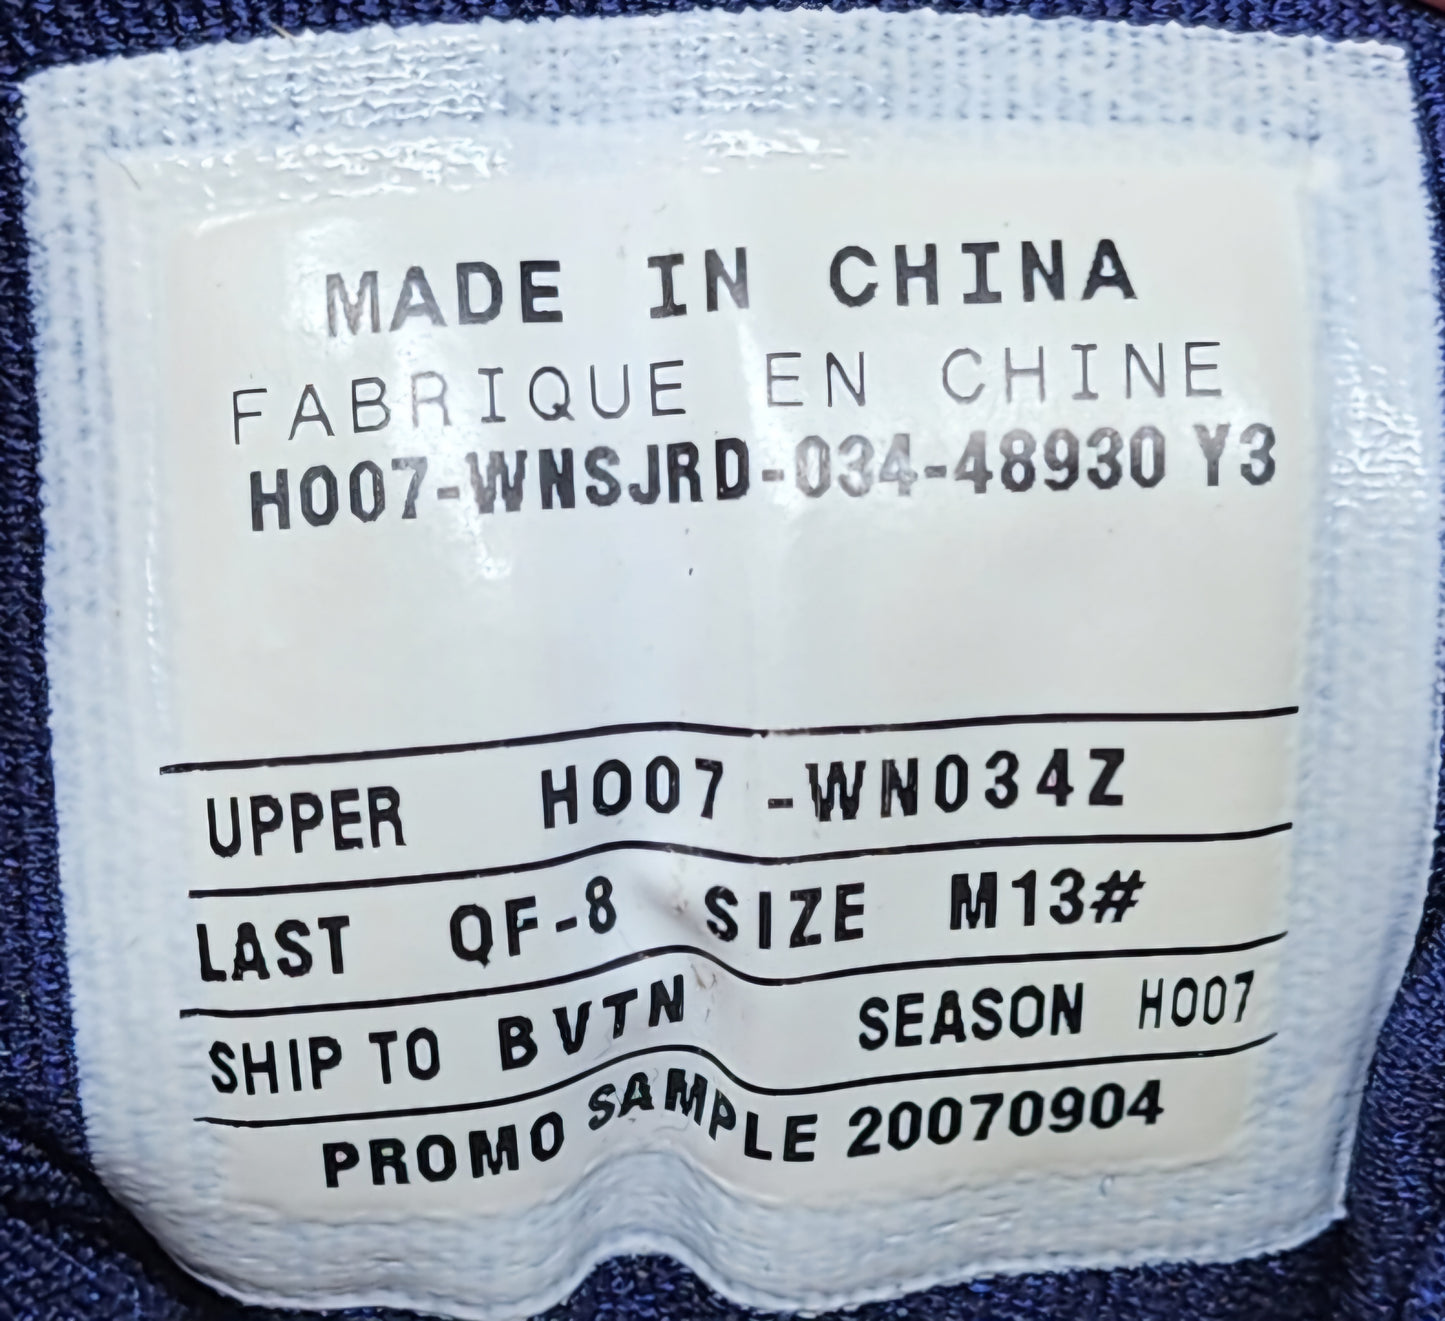 MADE IN CHINA
FABRIQUE EN CHINE
HO07-WNSJRD-034-48930 Y3
UPPER HO07 -WN034Z
LAST QF-8 SIZE M13#
SHIP TO BVTN SEASON HO07
PROMO SAMPLE 20070904